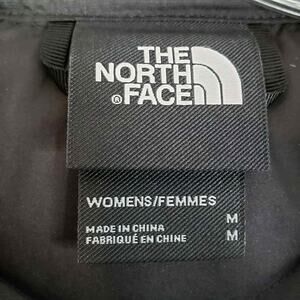 THE
NORTH
®FACE
WOMENS/FEMMES
MADE IN CHINA M
FABRIQUÉ EN CHINE M